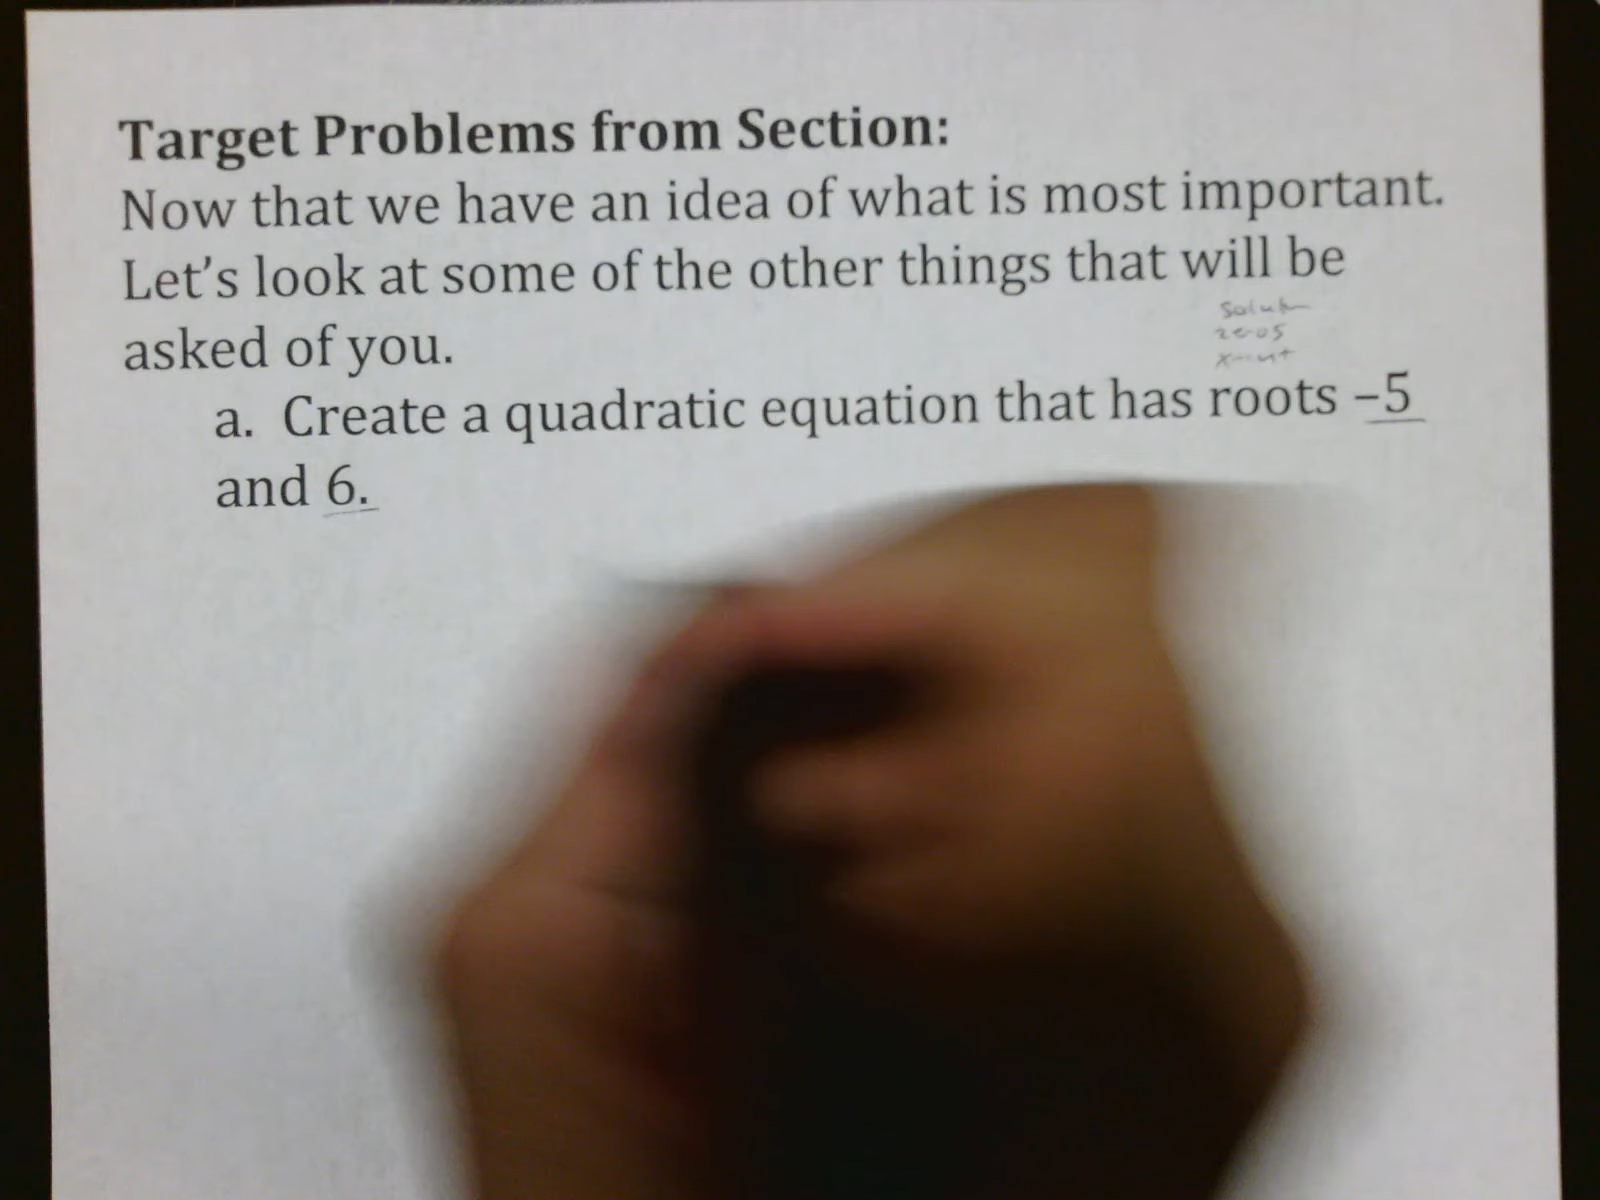 Target Problems from Section:
Now that we have an idea of what is most important.
Let's look at some of the other things that will be
asked of you.
zeros
x-int
a. Create a quadratic equation that has roots −5
and 6.